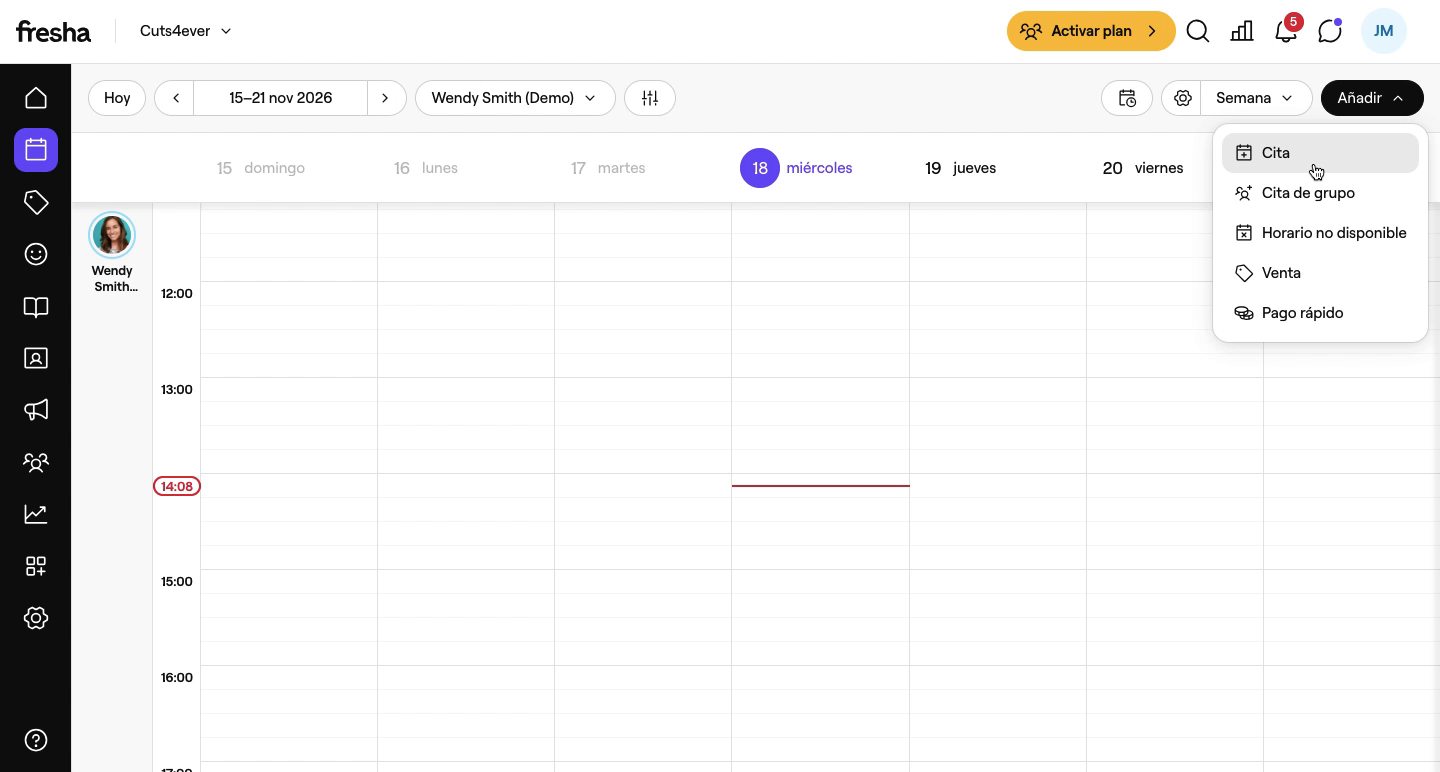 fresha
Cuts4ever
Activar plan
5
JM
Hoy
15–21 nov 2026
Wendy Smith (Demo)
Semana
Añadir
15 domingo
16 lunes
17 martes
18 miércoles
19 jueves
20 viernes
Cita
Cita de grupo
Horario no disponible
Venta
Pago rápido
Wendy
Smith...
12:00
13:00
14:08
15:00
16:00
17:00